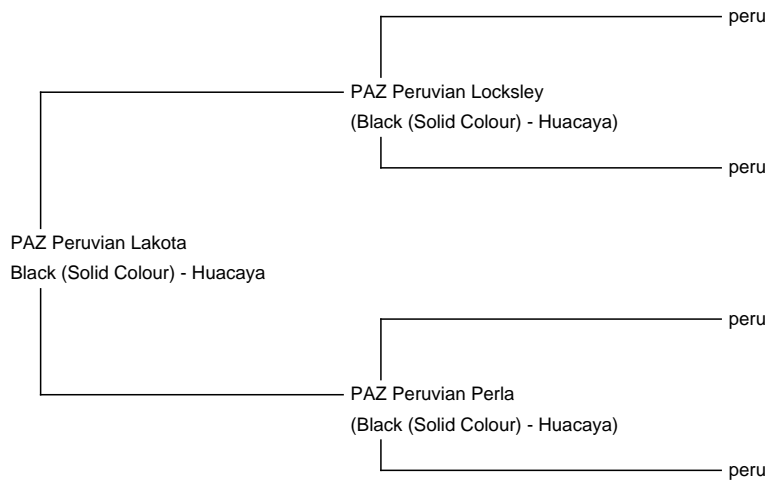 peru
PAZ Peruvian Locksley
(Black (Solid Colour) - Huacaya)
peru
PAZ Peruvian Lakota
Black (Solid Colour) - Huacaya
peru
PAZ Peruvian Perla
(Black (Solid Colour) - Huacaya)
peru